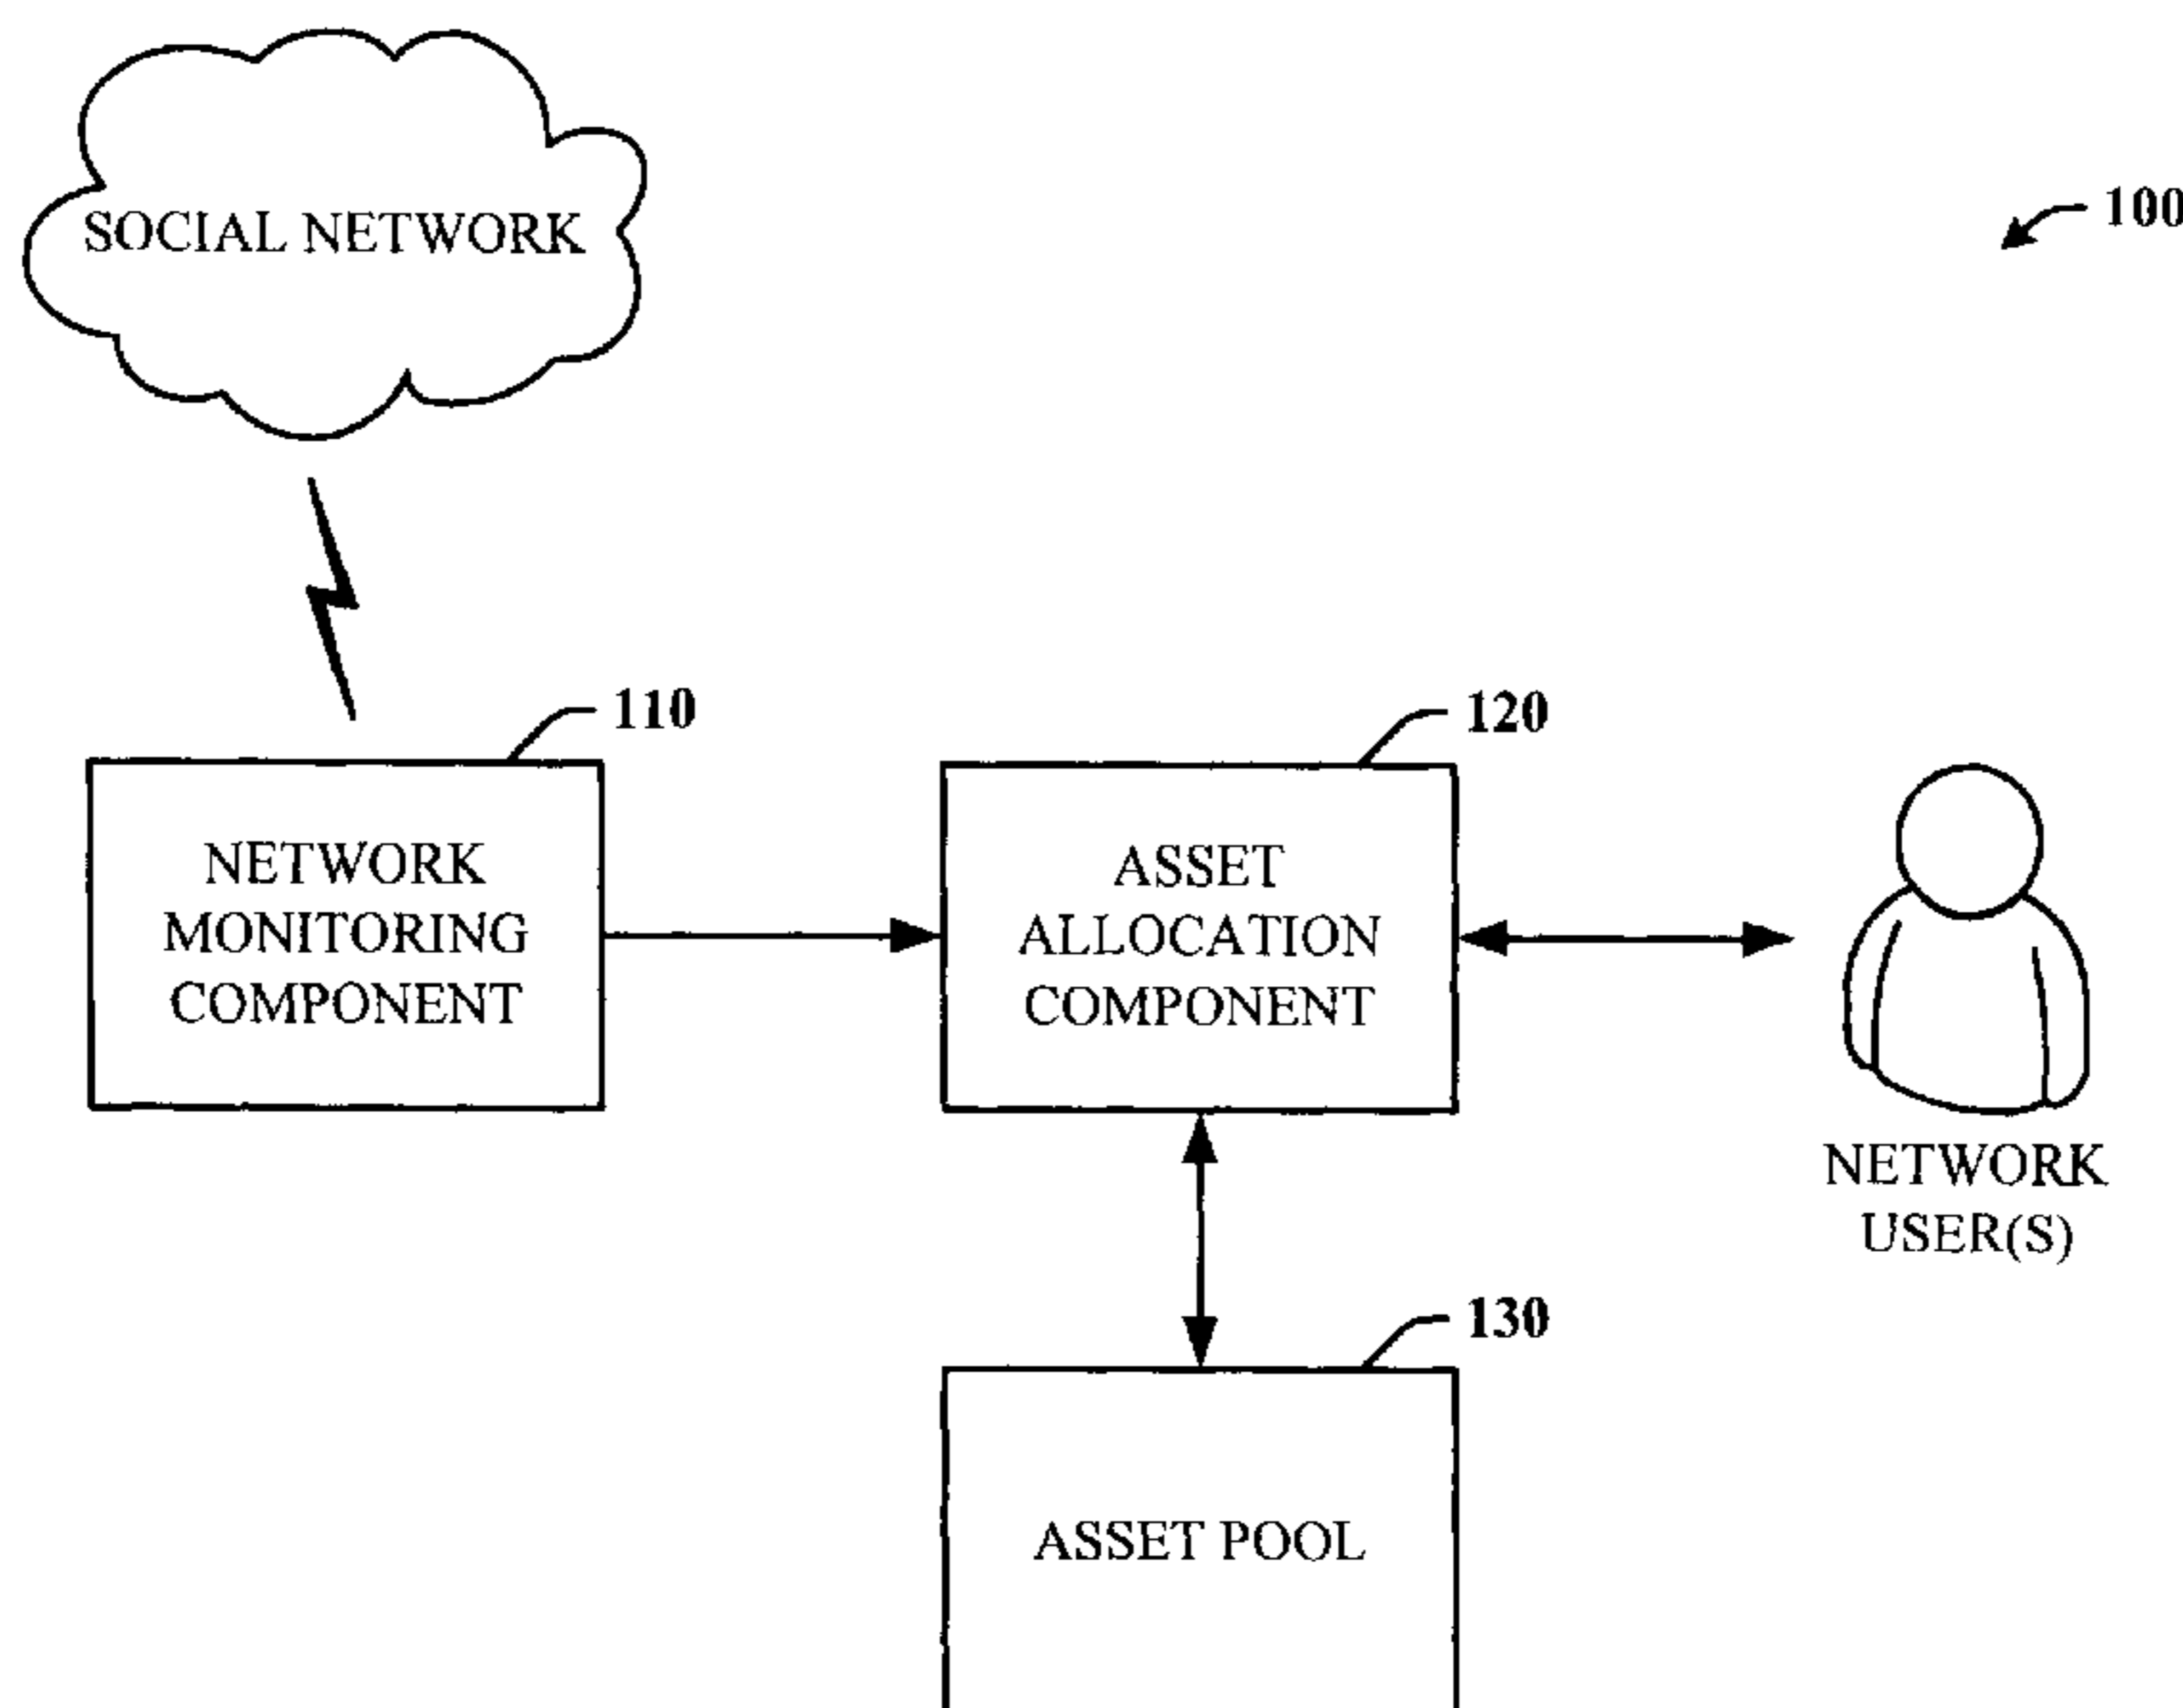 SOCIAL NETWORK
100
110
120
NETWORK
MONITORING
COMPONENT
ASSET
ALLOCATION
COMPONENT
NETWORK
USER(S)
130
ASSET POOL